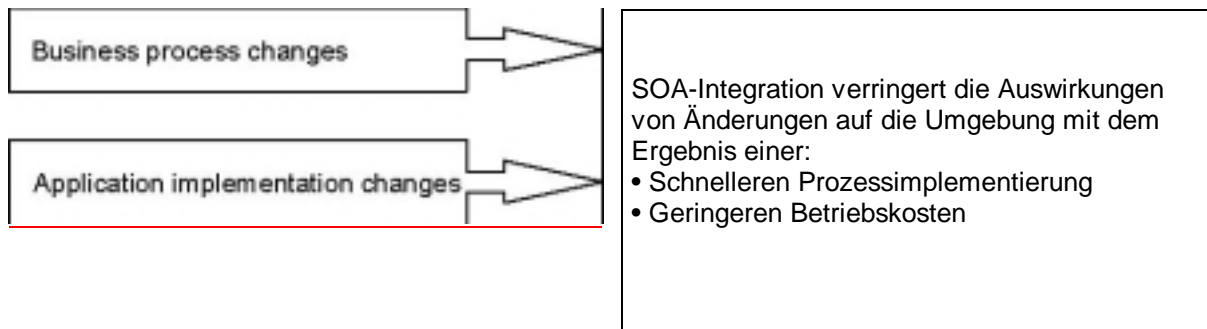 Business process changes
Application implementation changes
SOA-Integration verringert die Auswirkungen
von Änderungen auf die Umgebung mit dem
Ergebnis einer:
• Schnelleren Prozessimplementierung
• Geringeren Betriebskosten